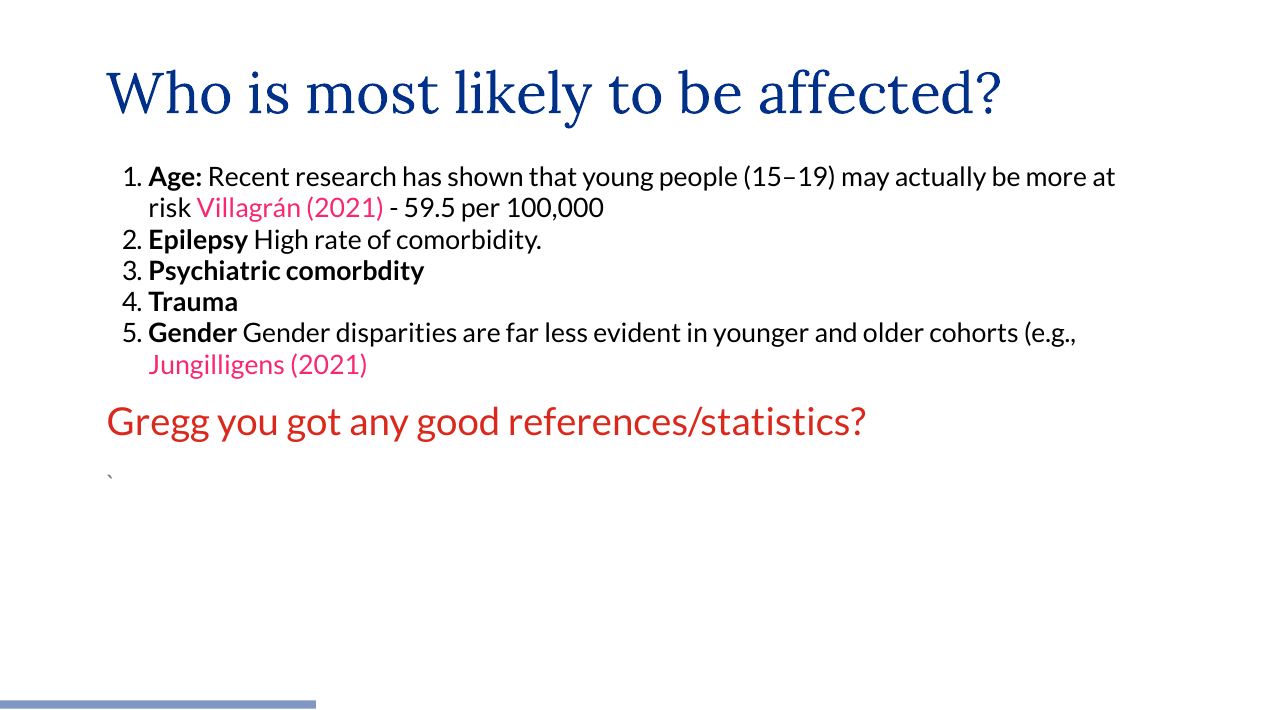 Who is most likely to be affected?
1. Age: Recent research has shown that young people (15–19) may actually be more at
risk Villagrán (2021) - 59.5 per 100,000
2. Epilepsy High rate of comorbidity.
3. Psychiatric comorbdity
4. Trauma
5. Gender Gender disparities are far less evident in younger and older cohorts (e.g.,
Jungilligens (2021)
Gregg you got any good references/statistics?
`